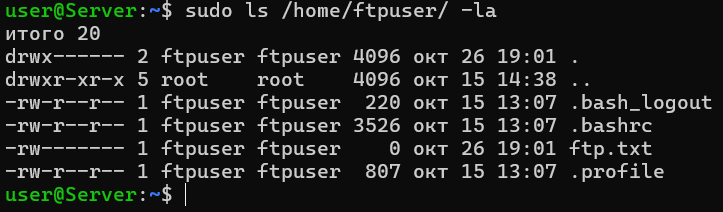 user@Server:~$ sudo ls /home/ftpuser/ -la
итого 20
drwx------ 2 ftpuser ftpuser 4096 окт 26 19:01 .
drwxr-xr-x 5 root    root    4096 окт 15 14:38 ..
-rw-r--r-- 1 ftpuser ftpuser  220 окт 15 13:07 .bash_logout
-rw-r--r-- 1 ftpuser ftpuser 3526 окт 15 13:07 .bashrc
-rw------- 1 ftpuser ftpuser    0 окт 26 19:01 ftp.txt
-rw-r--r-- 1 ftpuser ftpuser  807 окт 15 13:07 .profile
user@Server:~$